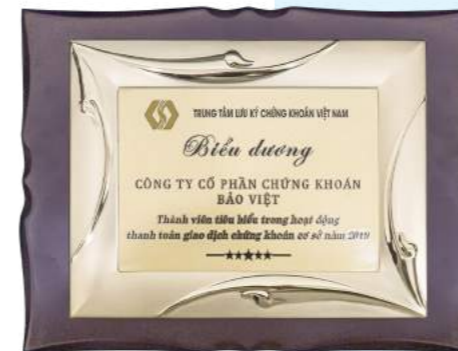 TRUNG TÂM LƯU KÝ CHỨNG KHOÁN VIỆT NAM
Biểu dương
CÔNG TY CỔ PHẦN CHỨNG KHOÁN
BẢO VIỆT
Thành viên tiêu biểu trong hoạt động
thanh toán giao dịch chứng khoán cơ sở năm 2019